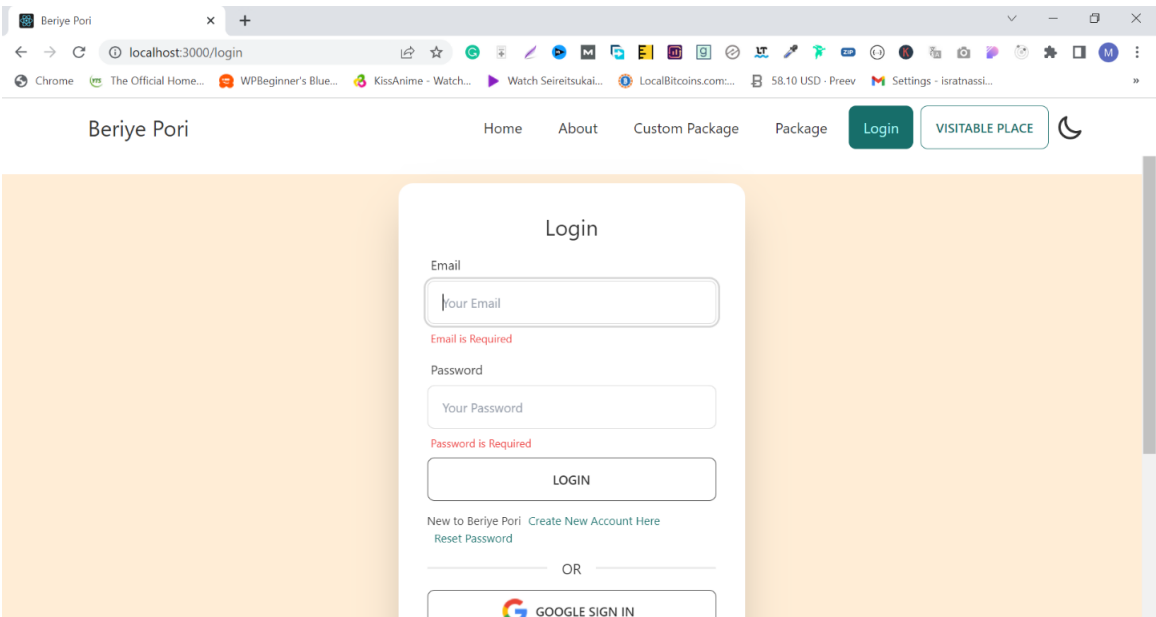 Beriye Pori
localhost:3000/login
Chrome The Official Home... WPBeginner's Blue... KissAnime - Watch... Watch Seireitsukai... LocalBitcoins.com:... 58.10 USD · Preev Settings - isratnassi... »
Beriye Pori Home About Custom Package Package Login VISITABLE PLACE
Login
Email
Your Email
Email is Required
Password
Your Password
Password is Required
LOGIN
New to Beriye Pori Create New Account Here
Reset Password
OR
GOOGLE SIGN IN